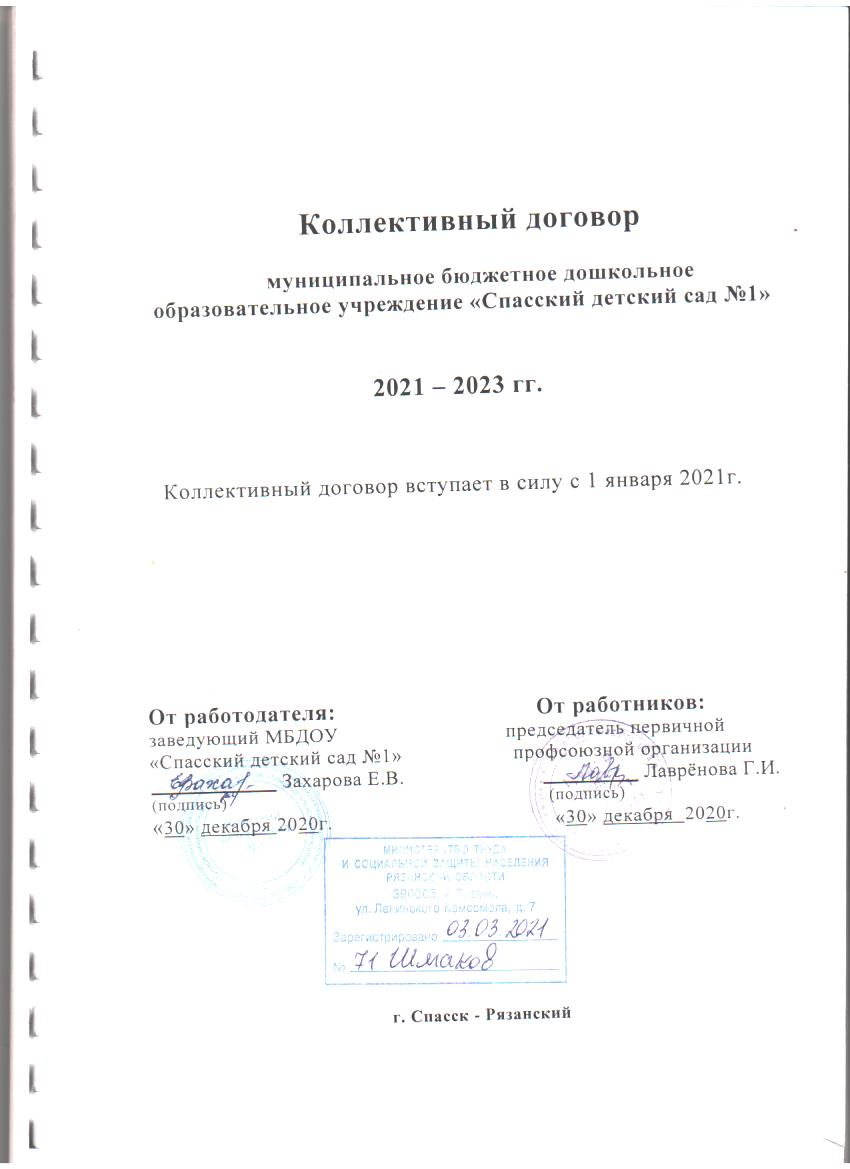 Коллективный договор
муниципальное бюджетное дошкольное
образовательное учреждение «Спасский детский сад №1»
2021 – 2023 гг.
Коллективный договор вступает в силу с 1 января 2021г.
От работодателя:
заведующий МБДОУ
«Спасский детский сад №1»
Захарова Е.В.
(подпись)
«30» декабря 2020г.
От работников:
председатель первичной
профсоюзной организации
Лаврёнова Г.И.
(подпись)
«30» декабря 2020г.
МИНИСТЕРСТВО ТРУДА
И СОЦИАЛЬНОЙ ЗАЩИТЫ НАСЕЛЕНИЯ
РЯЗАНСКОЙ ОБЛАСТИ
г. Рязань,
ул. Ленинского Комсомола, д. 7
Зарегистрировано 03.03.2021
№ 71 Шмаков
г. Спасск - Рязанский